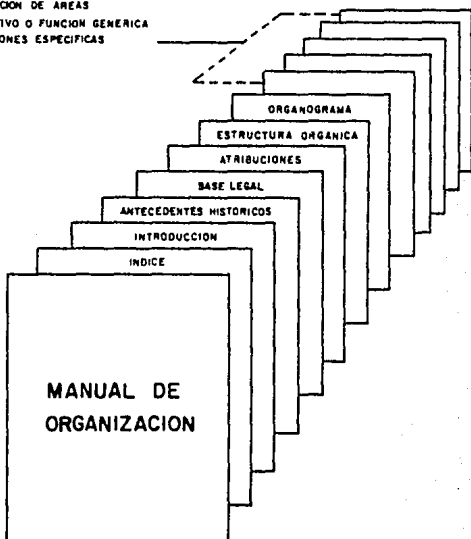 CION DE AREAS
TIVO O FUNCION GENERICA
ONES ESPECIFICAS
ORGANOGRAMA
ESTRUCTURA ORGANICA
ATRIBUCIONES
BASE LEGAL
ANTECEDENTES HISTORICOS
INTRODUCCION
INDICE
MANUAL DE
ORGANIZACION